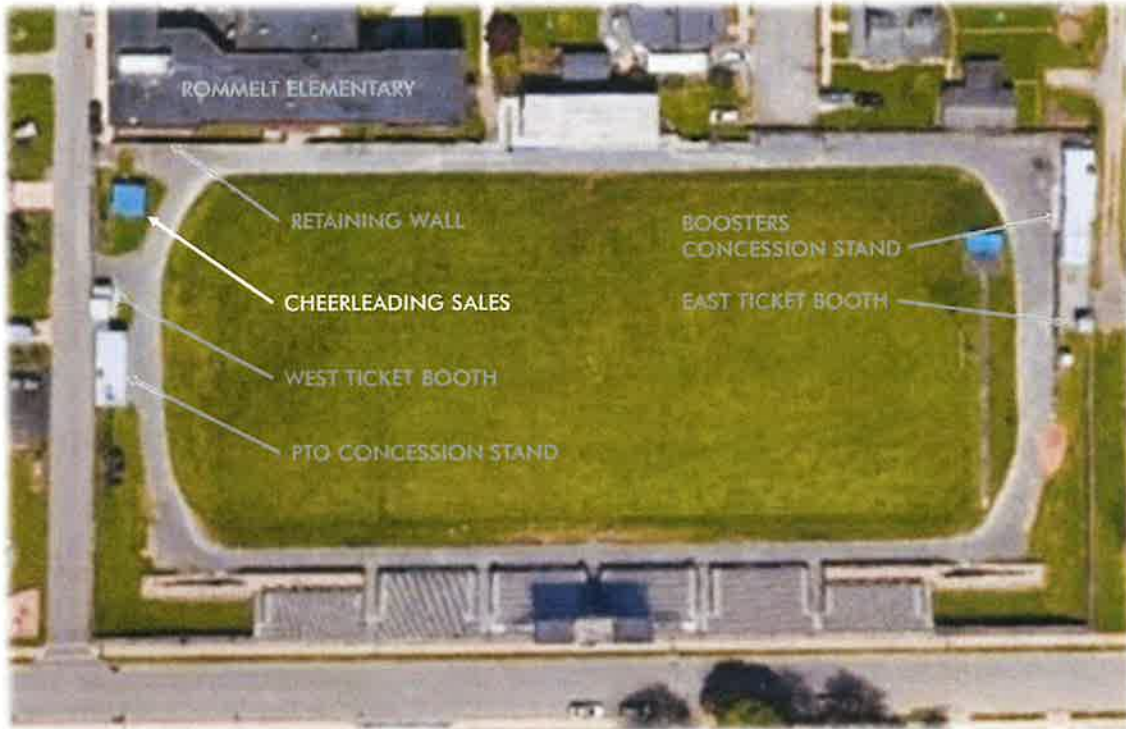 ROMMELT ELEMENTARY
RETAINING WALL
BOOSTERS
CONCESSION STAND
CHEERLEADING SALES
EAST TICKET BOOTH
WEST TICKET BOOTH
PTO CONCESSION STAND